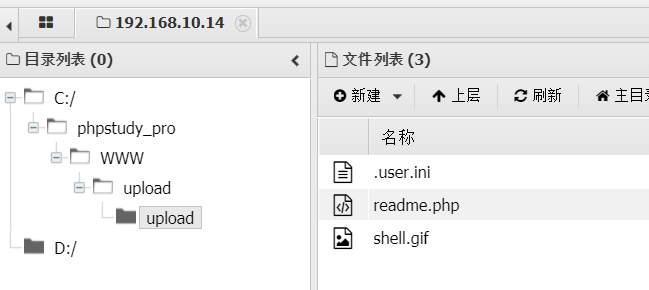 192.168.10.14
目录列表 (0)
C:/
phpstudy_pro
WWW
upload
upload
D:/
文件列表 (3)
新建 上层 刷新 主目
名称
.user.ini
readme.php
shell.gif